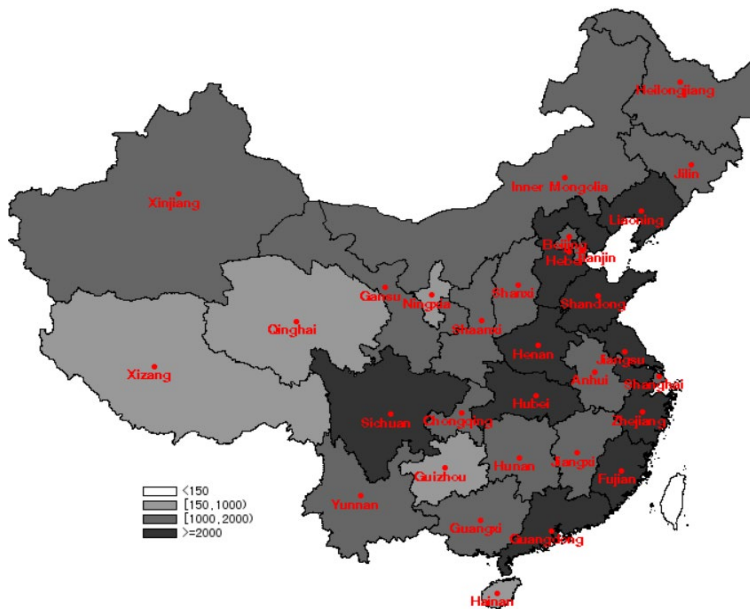 Heilongjiang
Jilin
Inner Mongolia
Xinjiang
Liaoning
Beijing
Tianjin
Hebei
Gansu
Ningxia
Shanxi
Shandong
Qinghai
Shaanxi
Henan
Jiangsu
Xizang
Anhui
Shanghai
Hubei
Sichuan
Chongqing
Zhejiang
Hunan
Jiangxi
Guizhou
Fujian
Yunnan
Guangxi
Guangdong
Hainan
<150
[150,1000)
[1000,2000)
>=2000